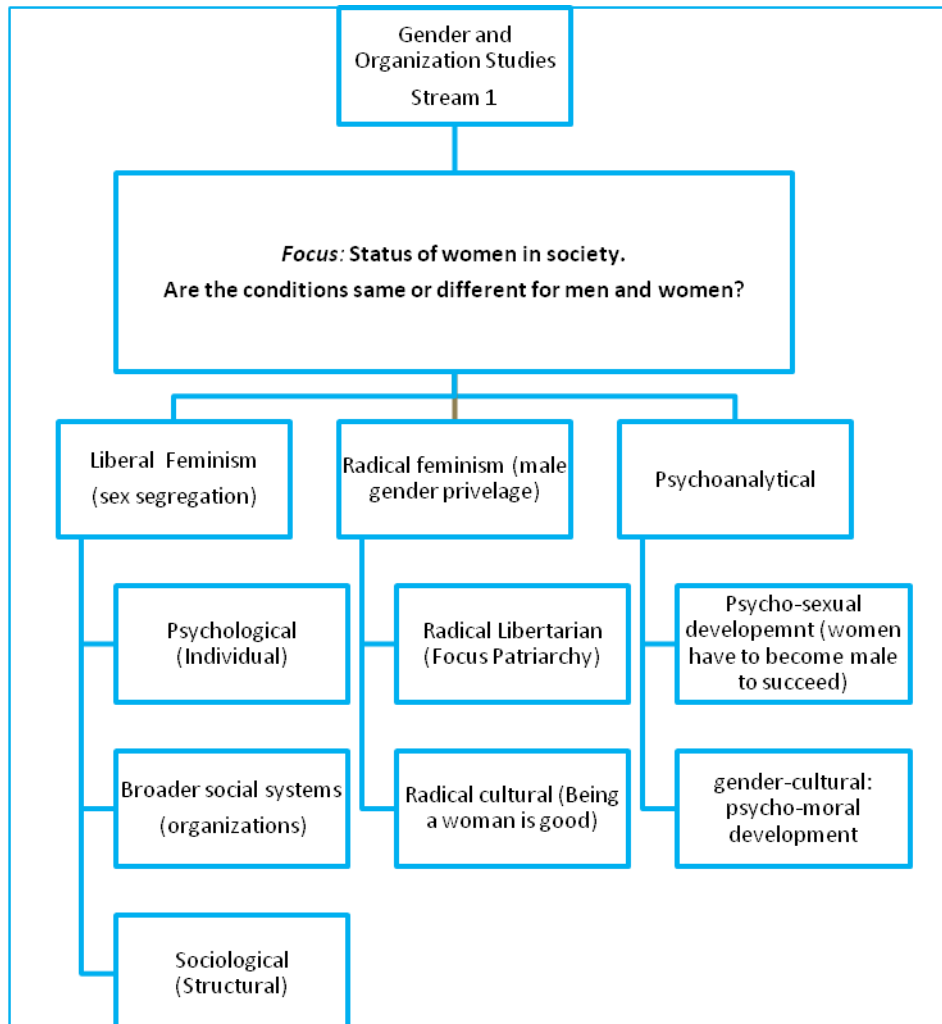 Gender and
Organization Studies
Stream 1
Focus: Status of women in society.
Are the conditions same or different for men and women?
Liberal Feminism
(sex segregation)
Radical feminism (male
gender privelage)
Psychoanalytical
Psychological
(Individual)
Radical Libertarian
(Focus Patriarchy)
Psycho-sexual
developemnt (women
have to become male
to succeed)
Broader social systems
(organizations)
Radical cultural (Being
a woman is good)
gender-cultural:
psycho-moral
development
Sociological
(Structural)